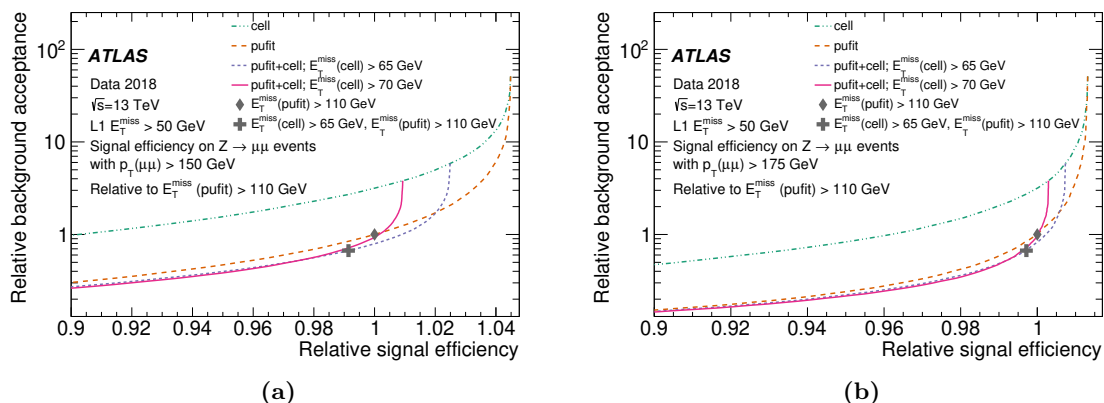 Relative background acceptance
10²
10
1
ATLAS
Data 2018
√s=13 TeV
L1 E_T^miss > 50 GeV
Signal efficiency on Z → μμ events
with p_T(μμ) > 150 GeV
Relative to E_T^miss (pufit) > 110 GeV
cell
pufit
pufit+cell; E_T^miss(cell) > 65 GeV
pufit+cell; E_T^miss(cell) > 70 GeV
E_T^miss(pufit) > 110 GeV
E_T^miss(cell) > 65 GeV, E_T^miss(pufit) > 110 GeV
0.9 0.92 0.94 0.96 0.98 1 1.02 1.04
Relative signal efficiency
(a)
Relative background acceptance
10²
10
1
ATLAS
Data 2018
√s=13 TeV
L1 E_T^miss > 50 GeV
Signal efficiency on Z → μμ events
with p_T(μμ) > 175 GeV
Relative to E_T^miss (pufit) > 110 GeV
cell
pufit
pufit+cell; E_T^miss(cell) > 65 GeV
pufit+cell; E_T^miss(cell) > 70 GeV
E_T^miss(pufit) > 110 GeV
E_T^miss(cell) > 65 GeV, E_T^miss(pufit) > 110 GeV
0.9 0.92 0.94 0.96 0.98 1
Relative signal efficiency
(b)